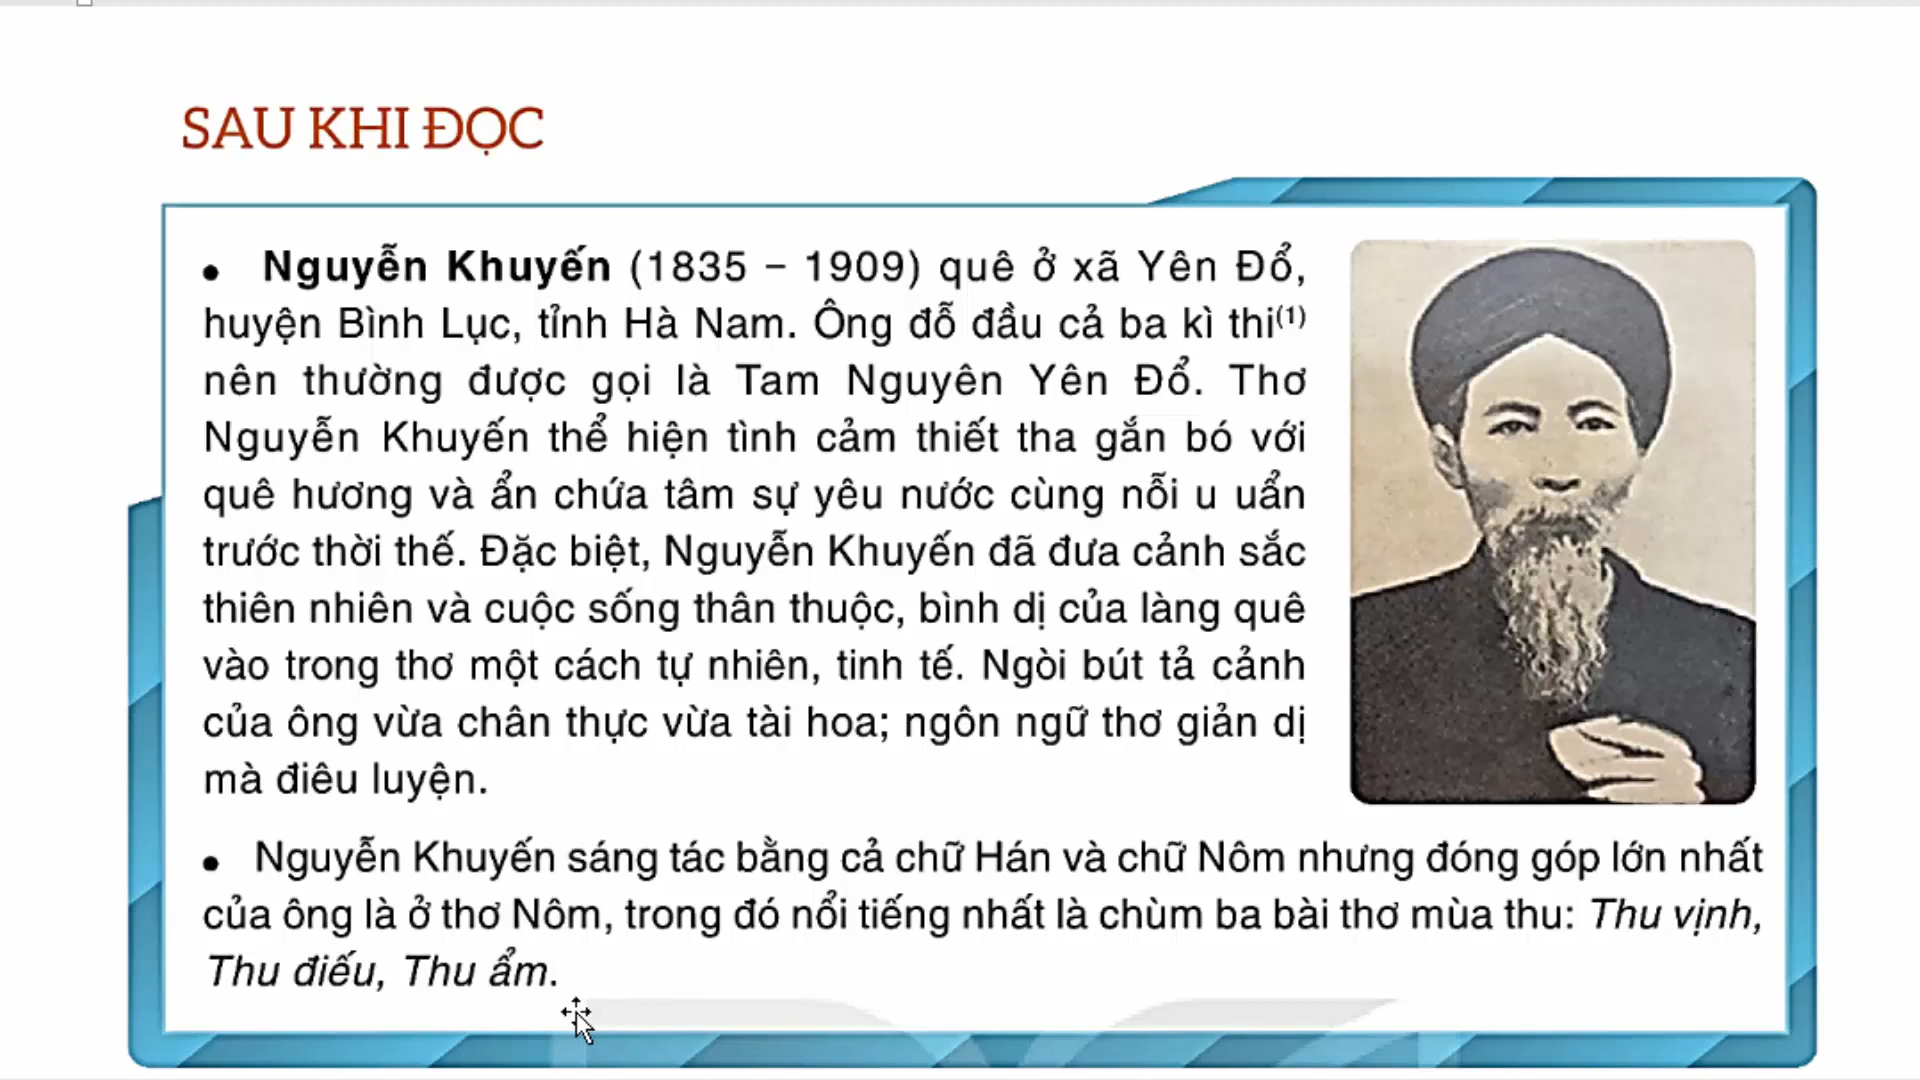 SAU KHI ĐỌC
• Nguyễn Khuyến (1835 – 1909) quê ở xã Yên Đổ,
huyện Bình Lục, tỉnh Hà Nam. Ông đỗ đầu cả ba kì thi(1)
nên thường được gọi là Tam Nguyên Yên Đổ. Thơ
Nguyễn Khuyến thể hiện tình cảm thiết tha gắn bó với
quê hương và ẩn chứa tâm sự yêu nước cùng nỗi u uẩn
trước thời thế. Đặc biệt, Nguyễn Khuyến đã đưa cảnh sắc
thiên nhiên và cuộc sống thân thuộc, bình dị của làng quê
vào trong thơ một cách tự nhiên, tinh tế. Ngòi bút tả cảnh
của ông vừa chân thực vừa tài hoa; ngôn ngữ thơ giản dị
mà điêu luyện.
• Nguyễn Khuyến sáng tác bằng cả chữ Hán và chữ Nôm nhưng đóng góp lớn nhất
của ông là ở thơ Nôm, trong đó nổi tiếng nhất là chùm ba bài thơ mùa thu: Thu vịnh,
Thu điếu, Thu ẩm.